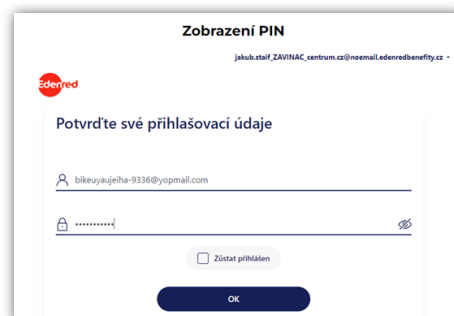 Zobrazení PIN
jakub.staif_ZAVINAC_centrum.cz@noemail.edenredbenefity.cz
Edenred
Potvrďte své přihlašovací údaje
bikeuyaujeiha-9336@yopmail.com
•••••••••••
Zůstat přihlášen
OK